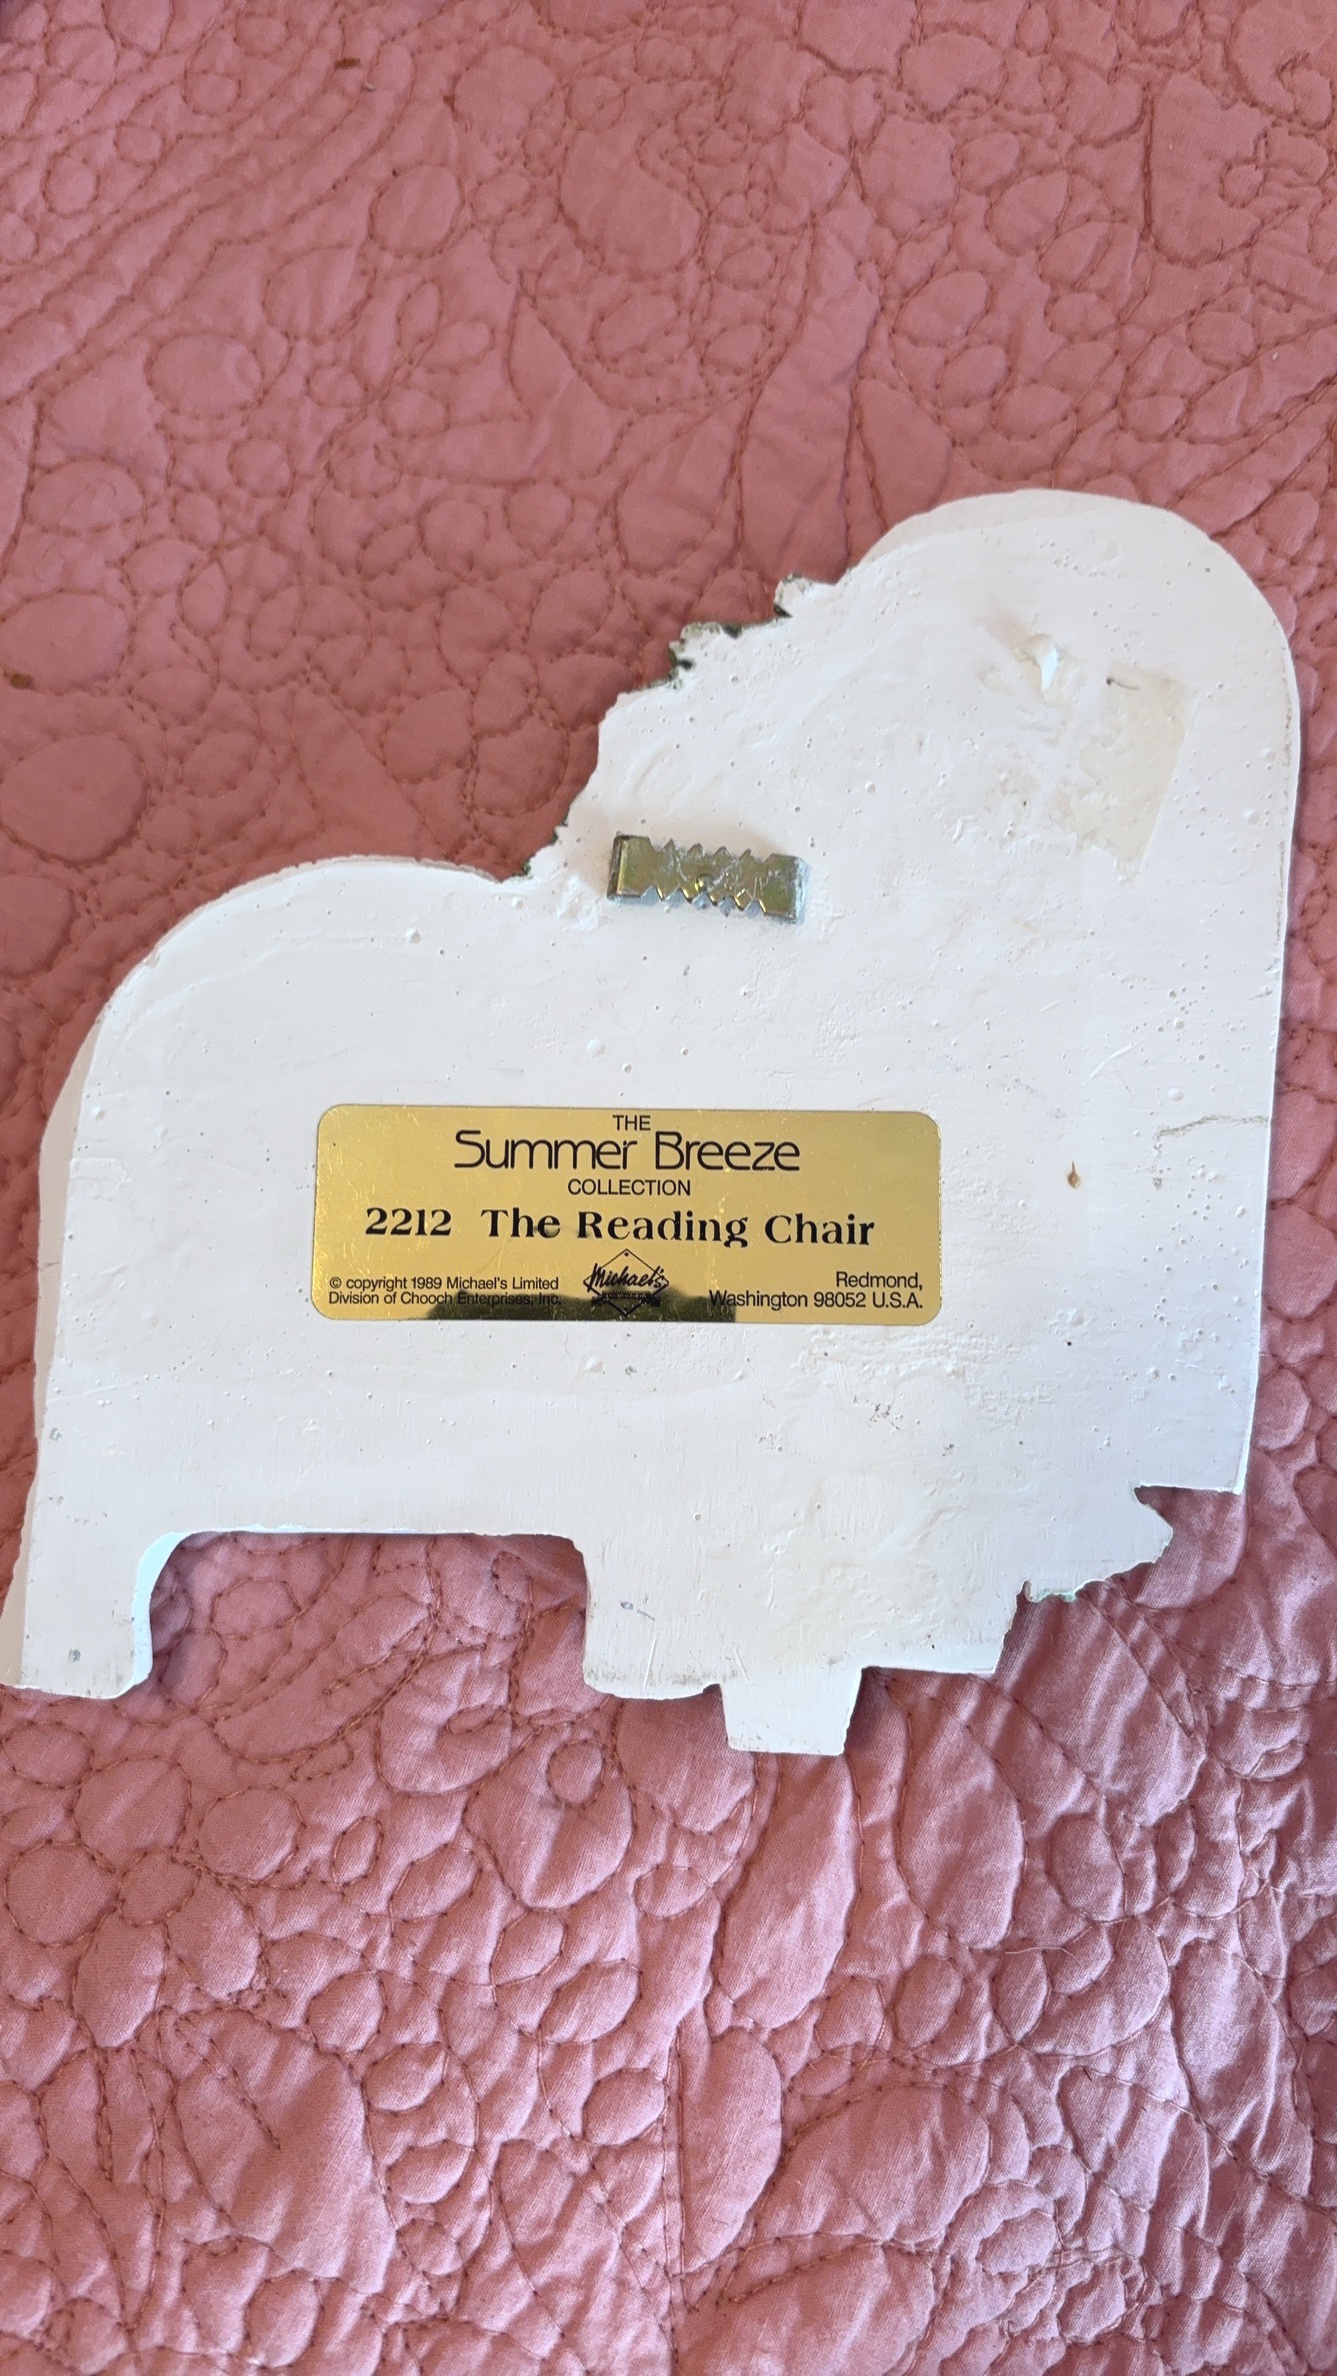 THE
Summer Breeze
COLLECTION
2212 The Reading Chair
© copyright 1989 Michael's Limited
Division of Chooch Enterprises, Inc.
Michael's
Redmond,
Washington 98052 U.S.A.